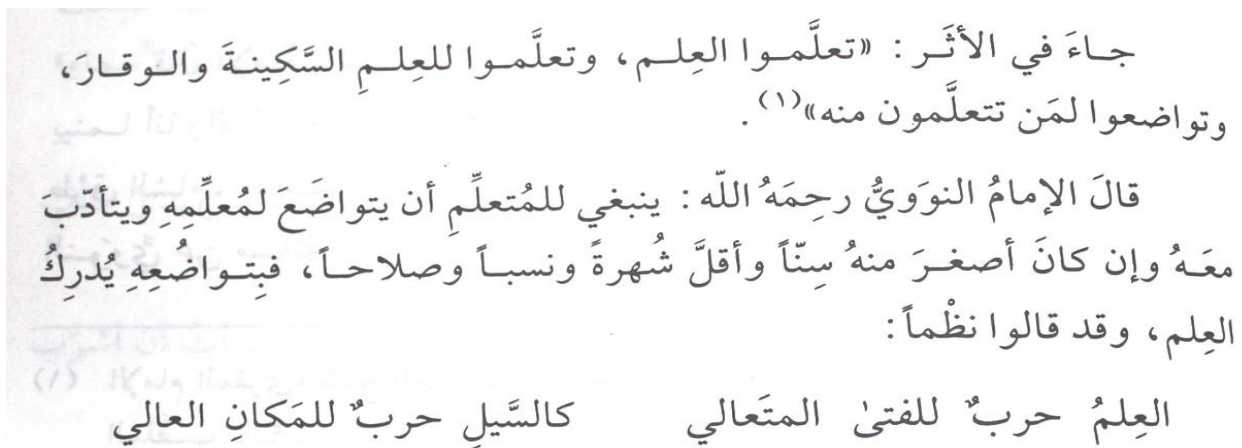 جاءَ في الأثَر : «تعلَّموا العِلم ، وتعلَّموا للعِلمِ السَّكِينةَ والوقارَ،
وتواضعوا لمَن تتعلَّمون منه»(١) .
قالَ الإمامُ النوَويُّ رحِمَهُ اللّه : ينبغي للمُتعلِّمِ أن يتواضَعَ لمُعلِّمِهِ ويتأدّبَ
معَهُ وإن كانَ أصغرَ منهُ سِنّاً وأقلَّ شُهرةً ونسباً وصلاحاً، فبِتواضُعِهِ يُدرِكُ
العِلم ، وقد قالوا نظْماً :
العِلمُ حربٌ للفتىٰ المتَعالي كالسَّيلِ حربٌ للمَكانِ العالي